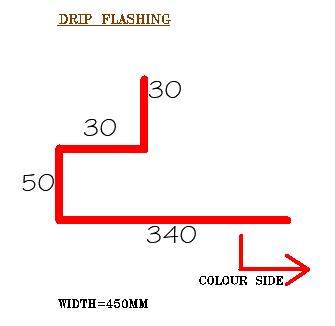 DRIP FLASHING
30
30
50
340
COLOUR SIDE
WIDTH=450MM